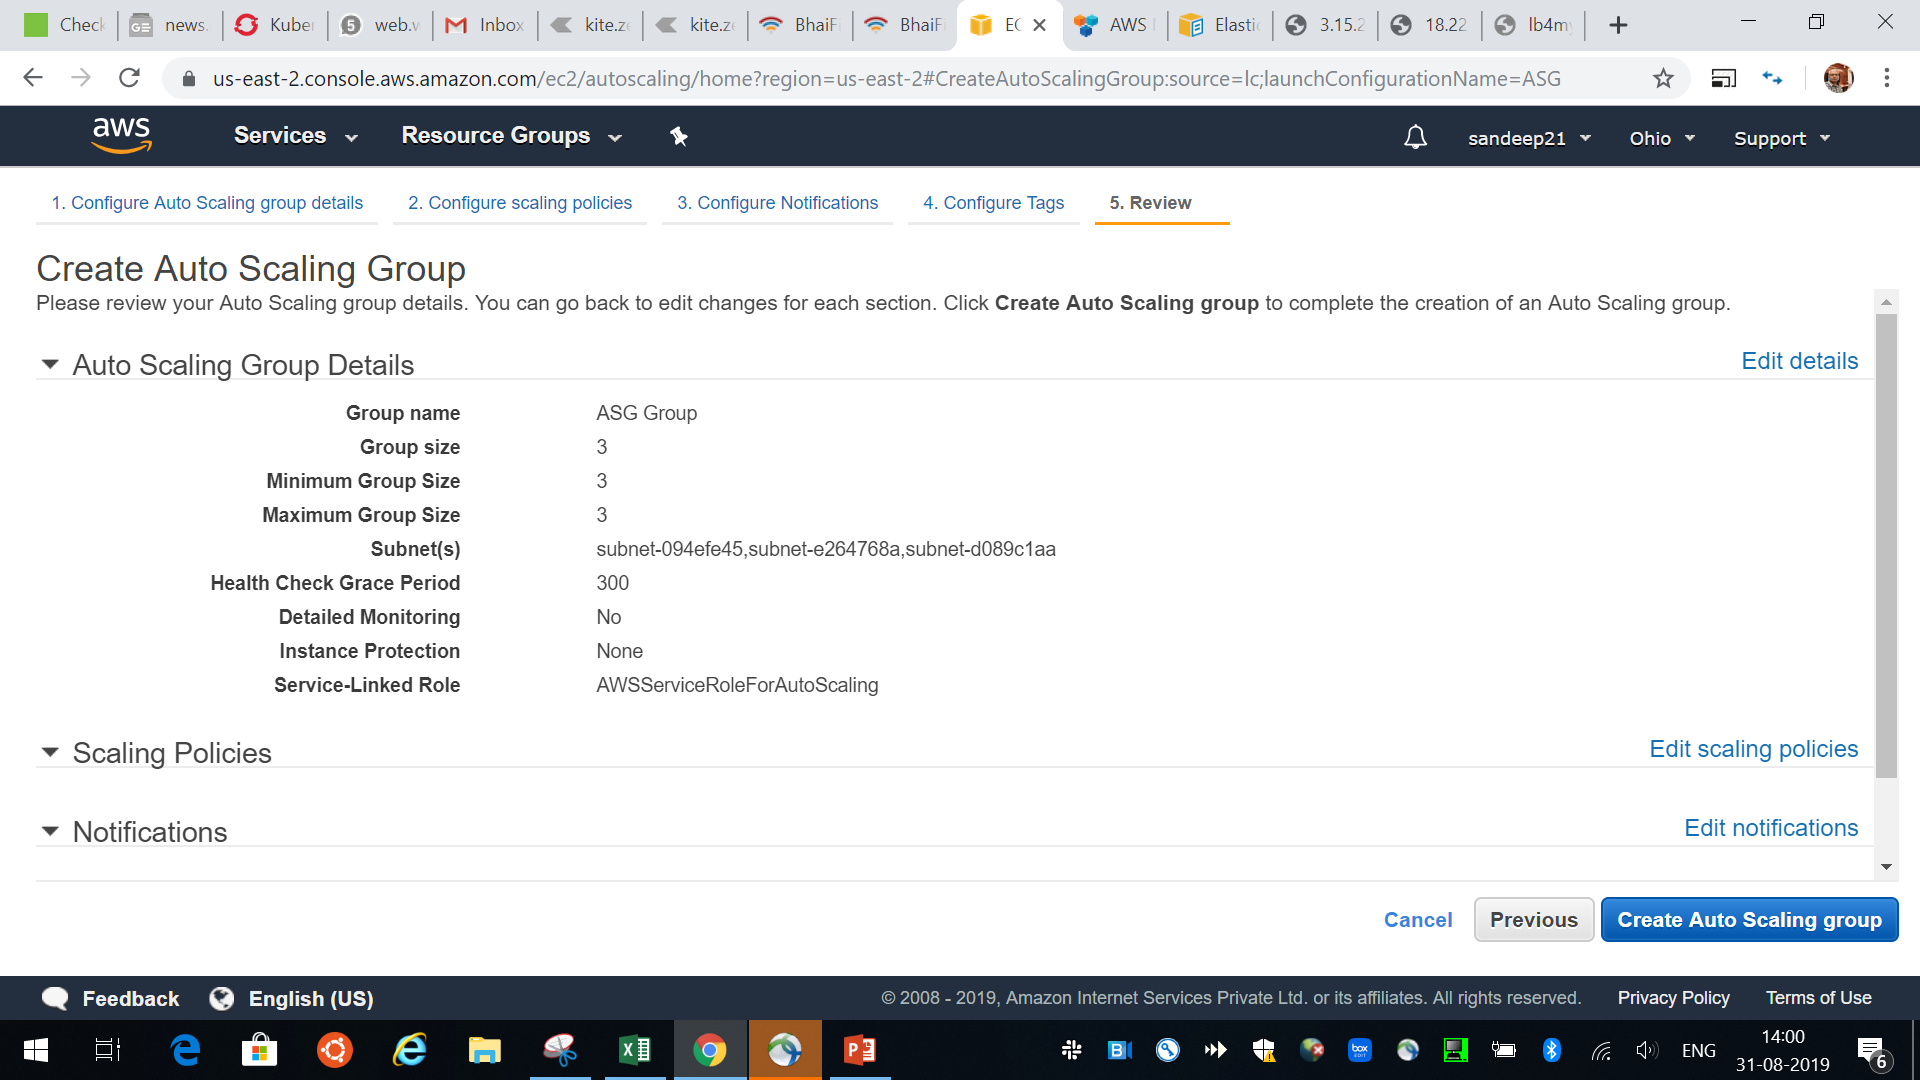 Check
news.
Kuber
web.w
Inbox
kite.ze
kite.ze
BhaiFi
BhaiFi
EC
AWS
Elastic
3.15.2
18.22
lb4my
us-east-2.console.aws.amazon.com/ec2/autoscaling/home?region=us-east-2#CreateAutoScalingGroup:source=lc;launchConfigurationName=ASG
aws
Services
Resource Groups
sandeep21
Ohio
Support
1. Configure Auto Scaling group details
2. Configure scaling policies
3. Configure Notifications
4. Configure Tags
5. Review
Create Auto Scaling Group
Please review your Auto Scaling group details. You can go back to edit changes for each section. Click Create Auto Scaling group to complete the creation of an Auto Scaling group.
Auto Scaling Group Details
Edit details
Group name ASG Group
Group size 3
Minimum Group Size 3
Maximum Group Size 3
Subnet(s) subnet-094efe45,subnet-e264768a,subnet-d089c1aa
Health Check Grace Period 300
Detailed Monitoring No
Instance Protection None
Service-Linked Role AWSServiceRoleForAutoScaling
Scaling Policies
Edit scaling policies
Notifications
Edit notifications
Cancel
Previous
Create Auto Scaling group
Feedback
English (US)
© 2008 - 2019, Amazon Internet Services Private Ltd. or its affiliates. All rights reserved.
Privacy Policy
Terms of Use
ENG
14:00
31-08-2019
6